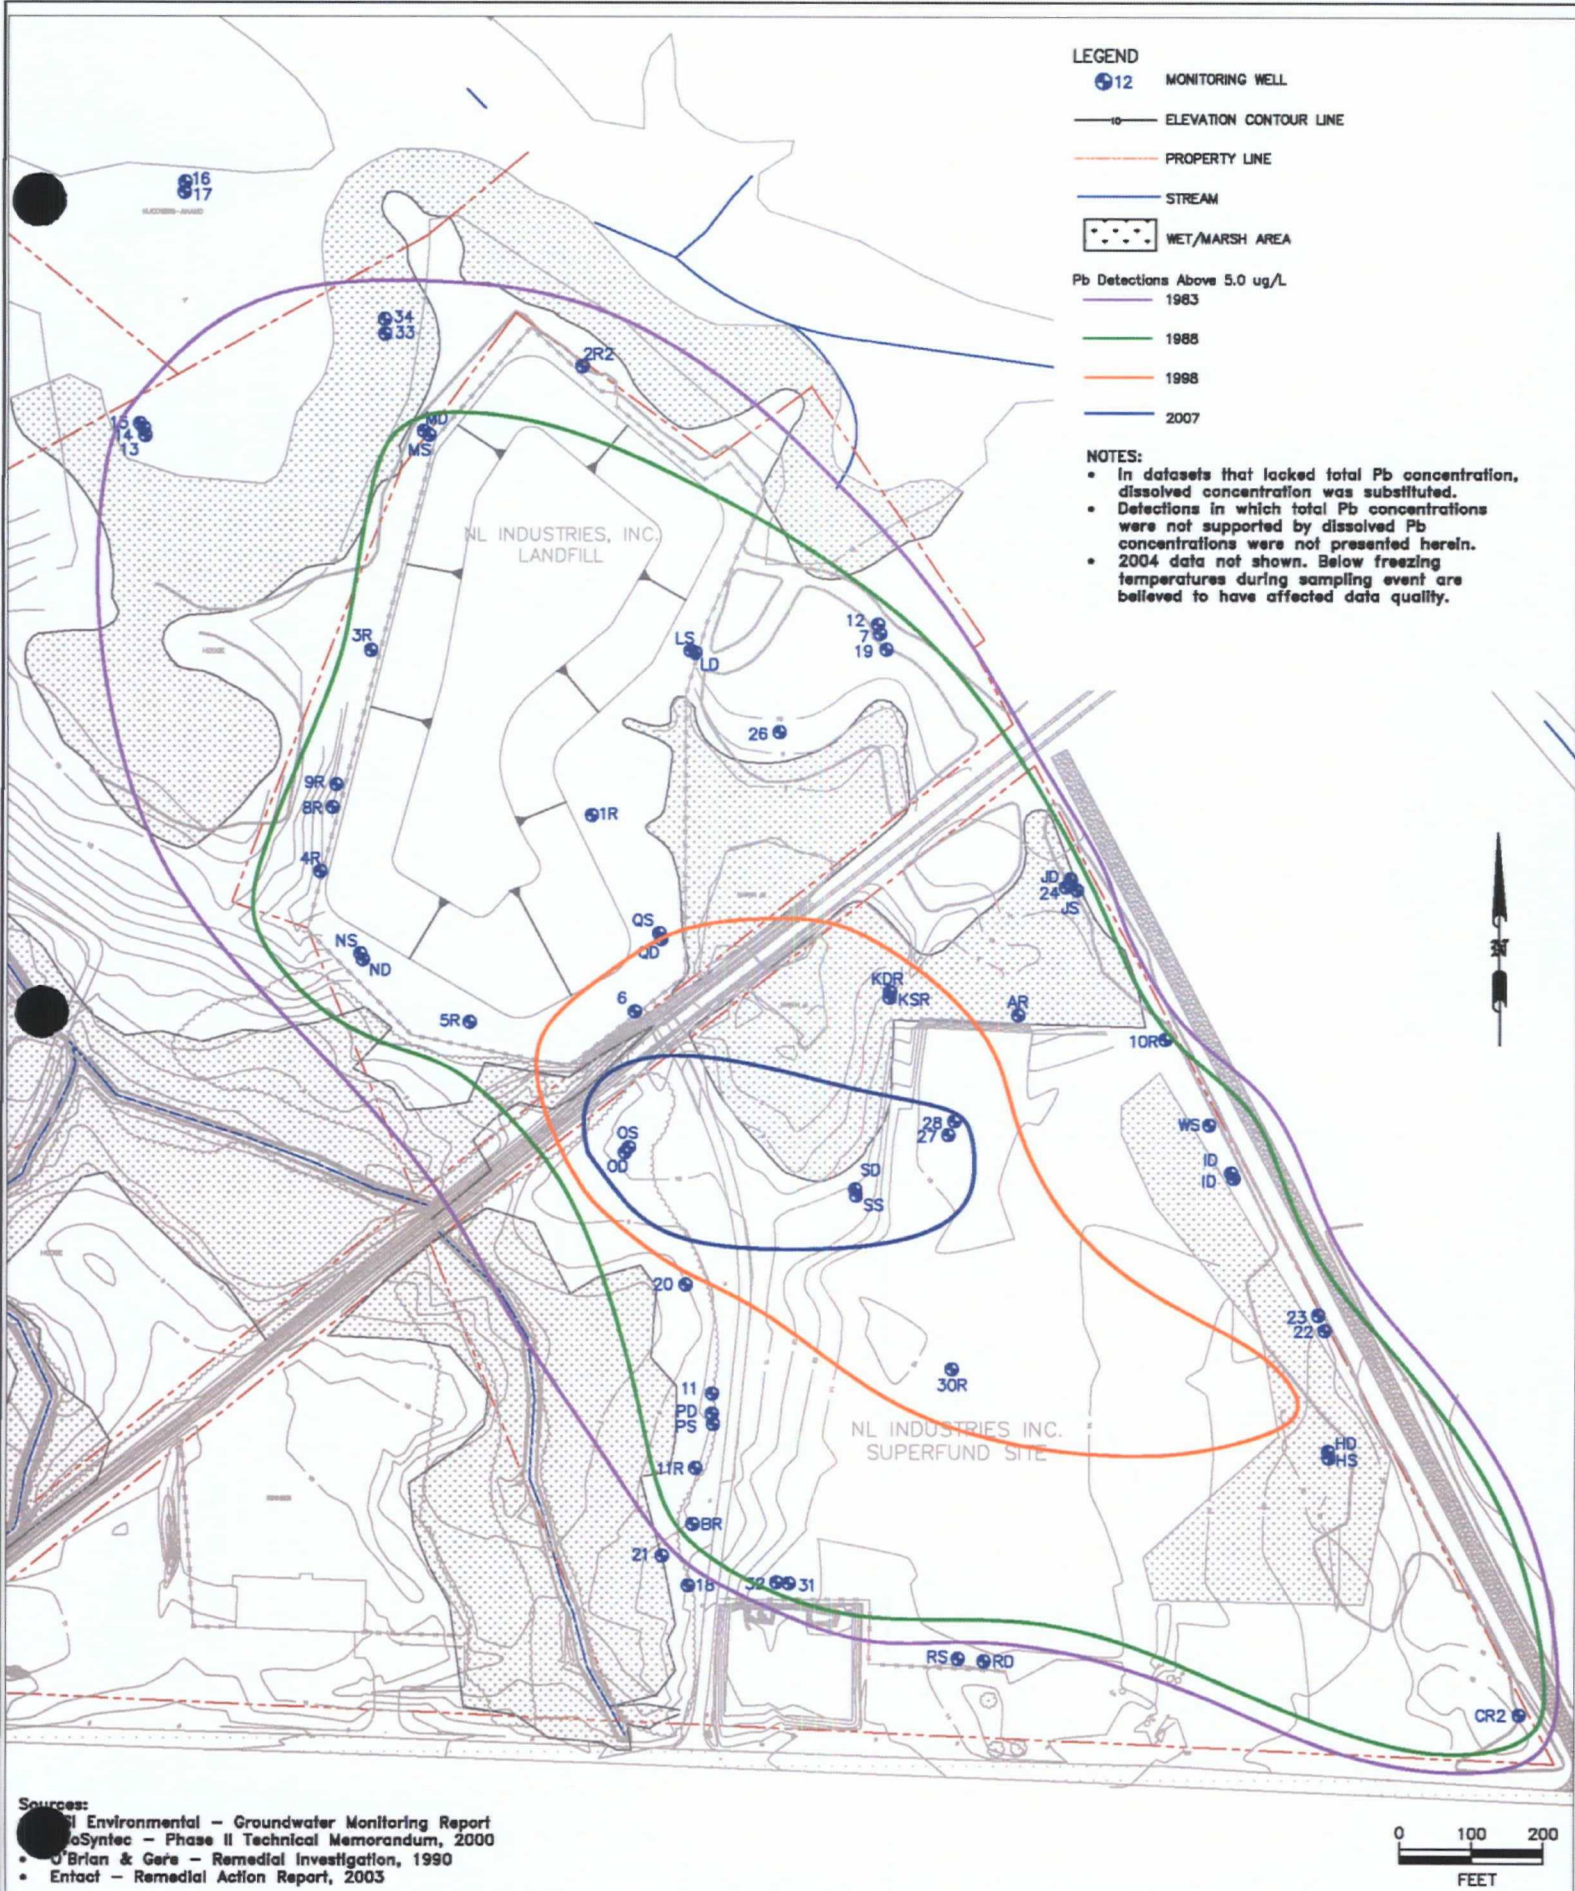 LEGEND
12 MONITORING WELL
10 ELEVATION CONTOUR LINE
PROPERTY LINE
STREAM
WET/MARSH AREA
Pb Detections Above 5.0 ug/L
1983
1988
1998
2007
NOTES:
• In datasets that lacked total Pb concentration,
dissolved concentration was substituted.
• Detections in which total Pb concentrations
were not supported by dissolved Pb
concentrations were not presented herein.
• 2004 data not shown. Below freezing
temperatures during sampling event are
believed to have affected data quality.
16
17
34
33
2R2
15
14
13
MD
MS
NL INDUSTRIES, INC.
LANDFILL
12
7
19
3R
LS
LD
HODGE
26
9R
8R
1R
4R
JD
24
JS
QS
QD
NS
ND
KDR
KSR
6
AR
5R
10R
N
28
27
WS
OS
OD
ID
ID
SD
SS
HODGE
20
23
22
30R
11
PD
PS
NL INDUSTRIES INC.
SUPERFUND SITE
HD
HS
11R
BR
21
18
32
31
RS
RD
CR2
Sources:
Environmental – Groundwater Monitoring Report
– Phase II Technical Memorandum, 2000
• O'Brian & Gere – Remedial Investigation, 1990
• Entact – Remedial Action Report, 2003
0 100 200
FEET